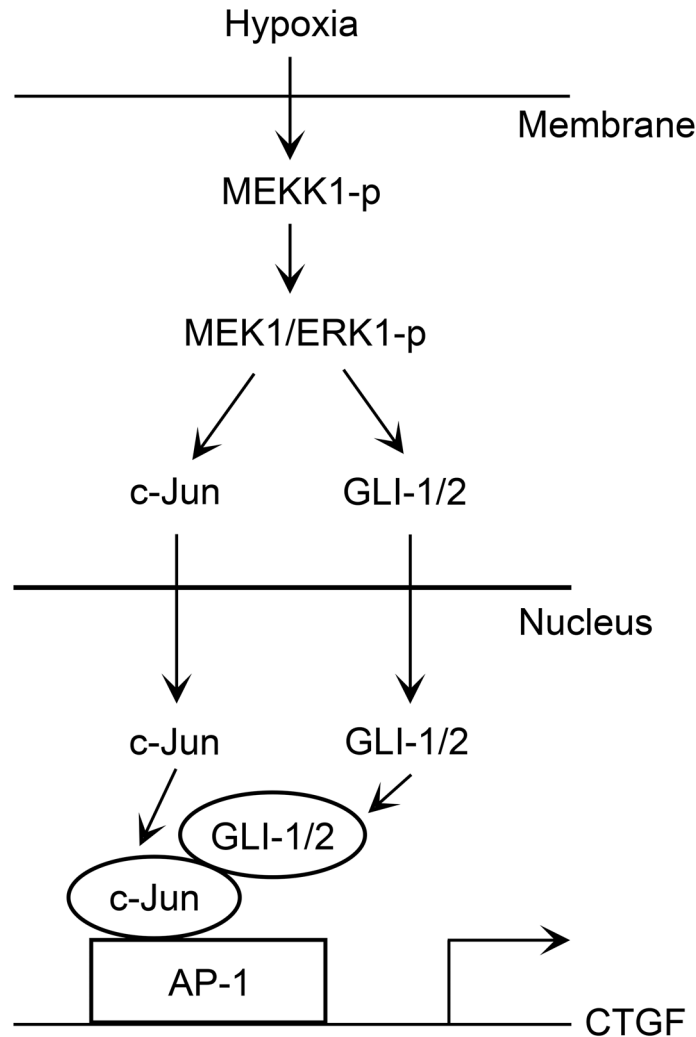 Hypoxia
Membrane
MEKK1-p
MEK1/ERK1-p
c-Jun GLI-1/2
Nucleus
c-Jun GLI-1/2
GLI-1/2
c-Jun
AP-1
CTGF